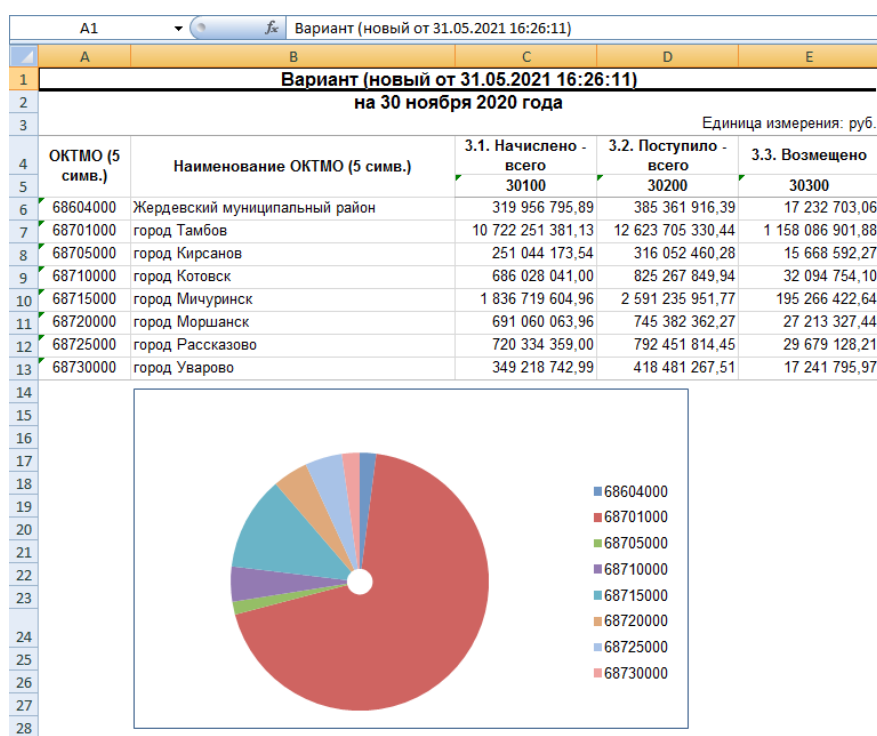 A1 fx Вариант (новый от 31.05.2021 16:26:11)
A B C D E
1 Вариант (новый от 31.05.2021 16:26:11)
2 на 30 ноября 2020 года
3 Единица измерения: руб.
4 ОКТМО (5 симв.) Наименование ОКТМО (5 симв.) 3.1. Начислено - всего 3.2. Поступило - всего 3.3. Возмещено
5 30100 30200 30300
6 68604000 Жердевский муниципальный район 319 956 795,89 385 361 916,39 17 232 703,06
7 68701000 город Тамбов 10 722 251 381,13 12 623 705 330,44 1 158 086 901,88
8 68705000 город Кирсанов 251 044 173,54 316 052 460,28 15 668 592,27
9 68710000 город Котовск 686 028 041,00 825 267 849,94 32 094 754,10
10 68715000 город Мичуринск 1 836 719 604,96 2 591 235 951,77 195 266 422,64
11 68720000 город Моршанск 691 060 063,96 745 382 362,27 27 213 327,44
12 68725000 город Рассказово 720 334 359,00 792 451 814,45 29 679 128,21
13 68730000 город Уварово 349 218 742,99 418 481 267,51 17 241 795,97
14
15
16
17
18 68604000
19 68701000
20
21 68705000
22 68710000
23 68715000
24 68720000
25 68725000
26 68730000
27
28